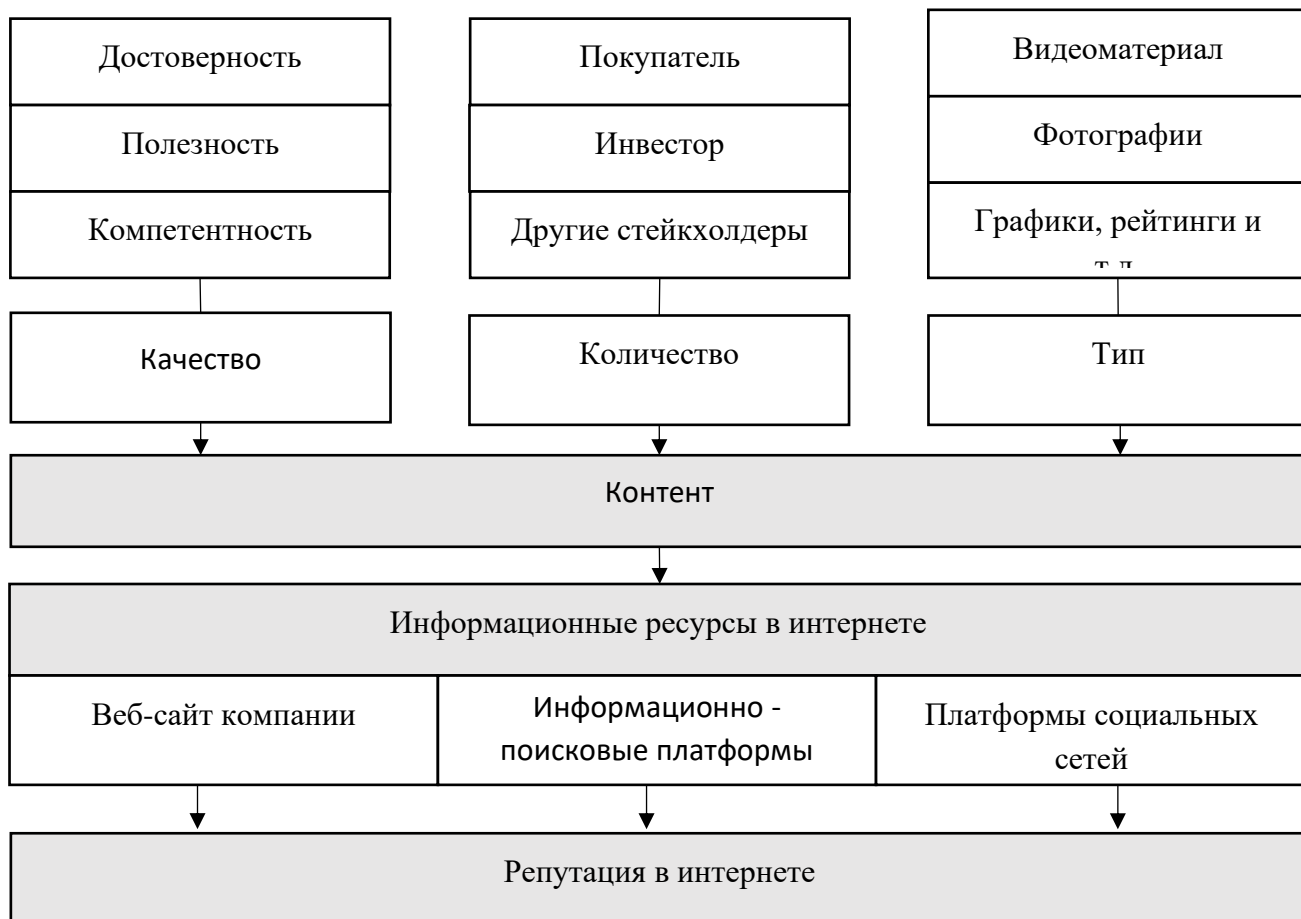 Достоверность
Полезность
Компетентность
Покупатель
Инвестор
Другие стейкхолдеры
Видеоматериал
Фотографии
Графики, рейтинги и
Качество
Количество
Тип
Контент
Информационные ресурсы в интернете
Веб-сайт компании
Информационно -
поисковые платформы
Платформы социальных
сетей
Репутация в интернете